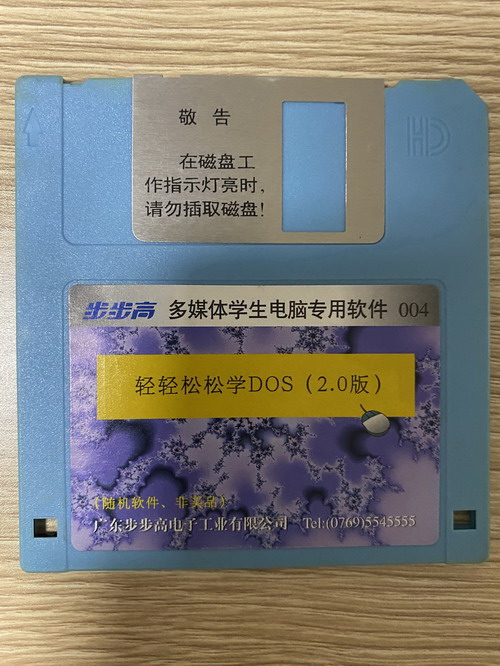 HD
敬 告
在磁盘工
作指示灯亮时，
请勿插取磁盘！
步步高 多媒体学生电脑专用软件 004
轻轻松松学DOS（2.0版）
（随机软件、非卖品）
广东步步高电子工业有限公司 Tel:(0769)5545555